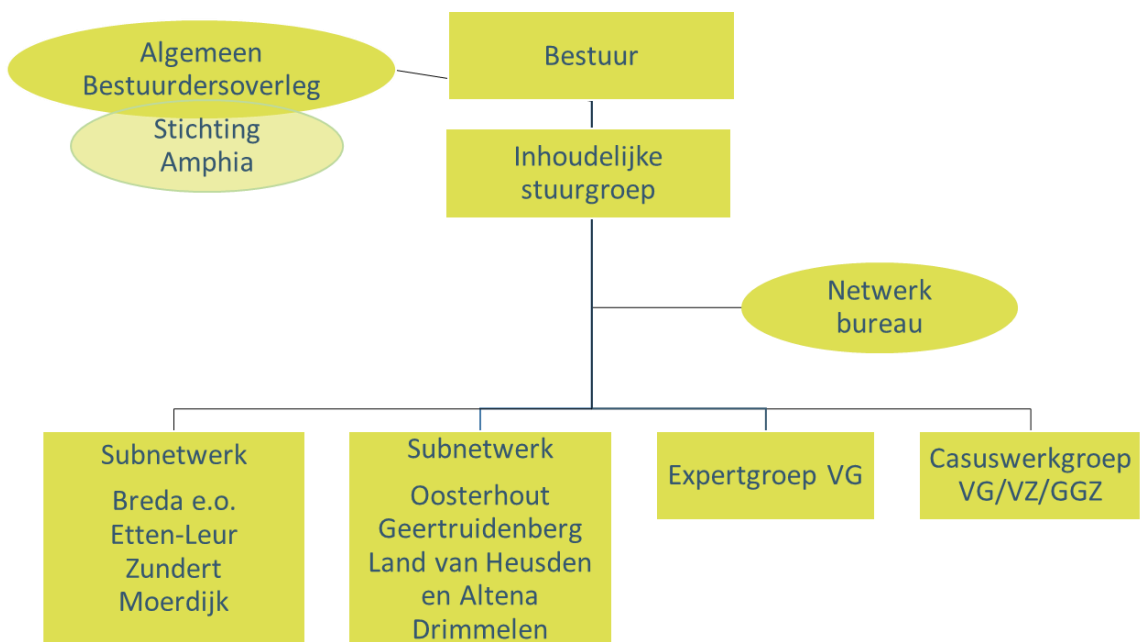 Algemeen
Bestuurdersoverleg
Stichting
Amphia
Bestuur
Inhoudelijke
stuurgroep
Netwerk
bureau
Subnetwerk
Breda e.o.
Etten-Leur
Zundert
Moerdijk
Subnetwerk
Oosterhout
Geertruidenberg
Land van Heusden
en Altena
Drimmelen
Expertgroep VG
Casuswerkgroep
VG/VZ/GGZ